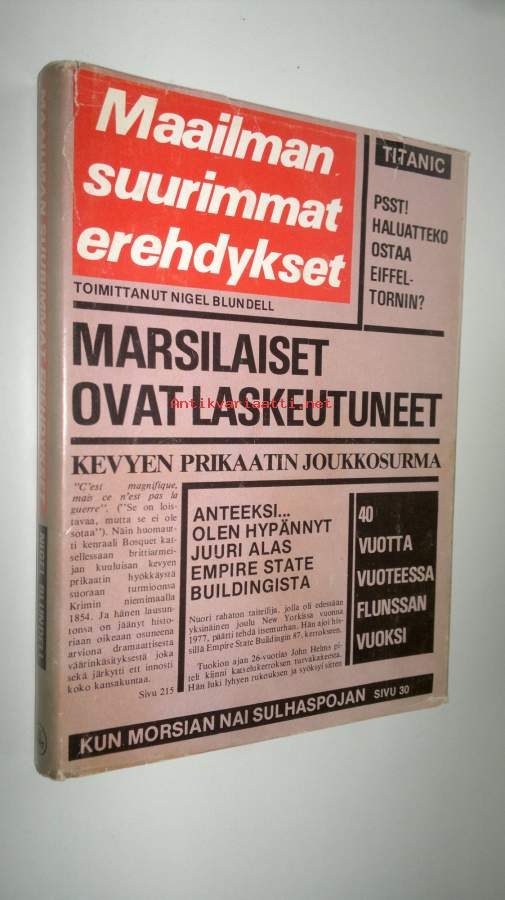 Maailman
suurimmat
erehdykset
TOIMITTANUT NIGEL BLUNDELL
TITANIC
PSST!
HALUATTEKO
OSTAA
EIFFEL-
TORNIN?
MARSILAISET
OVAT LASKEUTUNEET
Antikvariaatti.net
KEVYEN PRIKAATIN JOUKKOSURMA
"C'est magnifique,
mais ce n'est pas la
guerre". ("Se on lois-
tavaa, mutta se ei ole
sotaa"). Näin huomaut-
ti kenraali Bosquet kat-
sellessaan brittiarmei-
jan kuuluisan kevyen
prikaatin hyökkäystä
suoraan turmioonsa
Krimin niemimaalla
1854. Ja hänen lausun-
tonsa on jäänyt histo-
riaan oikeaan osuneena
arviona dramaattisesta
väärinkäsityksestä joka
sekä järkytti ett innosti
koko kansakuntaa.
Sivu 215
ANTEEKSI...
OLEN HYPÄNNYT
JUURI ALAS
EMPIRE STATE
BUILDINGISTA
Nuori rahaton taiteilija, jolla oli edessään
yksinäinen joulu New Yorkissa vuonna
1977, päätti tehdä itsemurhan. Hän ajoi his-
sillä Empire State Buildingin 87. kerrokseen.
Tuokion ajan 26-vuotias John Helms pi-
teli kiinni katselukerroksen turvakaiteesta.
Hän luki lyhyen rukouksen ja syöksyi sitten
40
VUOTTA
VUOTEESSA
FLUNSSAN
VUOKSI
KUN MORSIAN NAI SULHASPOJAN SIVU 30
MAAILMAN SUURIMMAT EREHDYKSET
NIGEL BLUNDELL